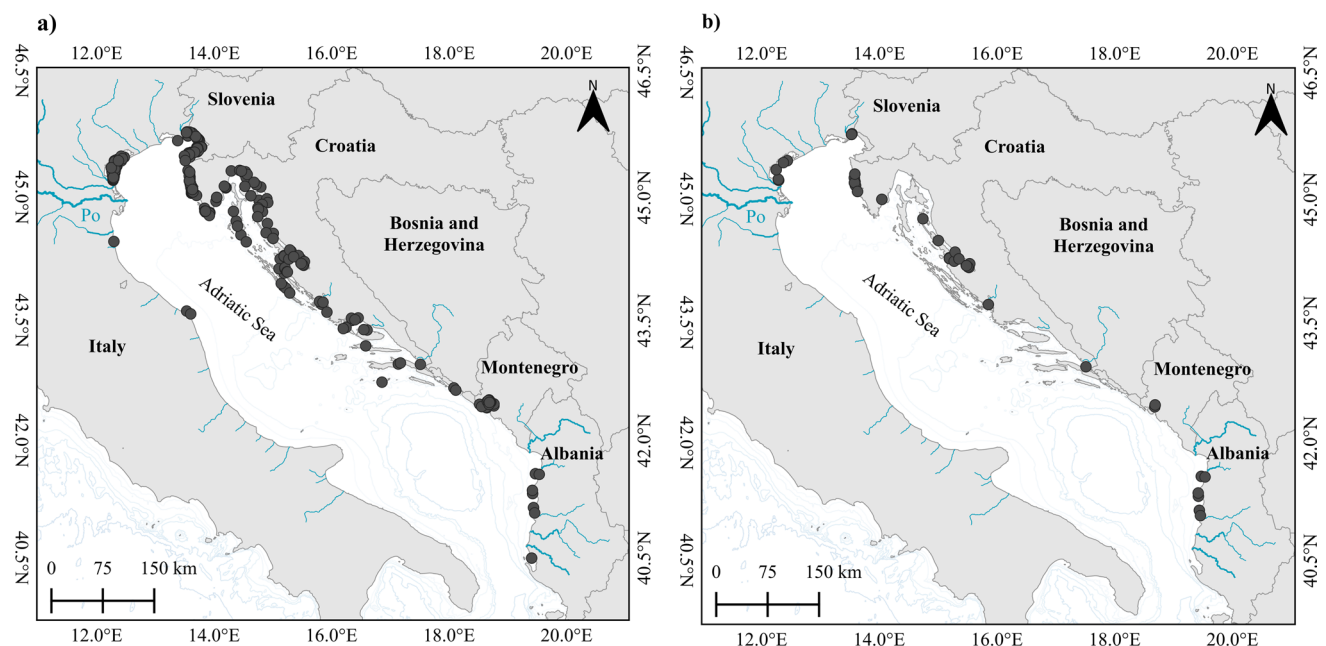 a)
12.0°E 14.0°E 16.0°E 18.0°E 20.0°E
46.5°N
45.0°N
43.5°N
42.0°N
40.5°N
N
Slovenia
Croatia
Bosnia and
Herzegovina
Po
Adriatic Sea
Italy
Montenegro
Albania
0 75 150 km
46.5°N
45.0°N
43.5°N
42.0°N
40.5°N
12.0°E 14.0°E 16.0°E 18.0°E 20.0°E
b)
12.0°E 14.0°E 16.0°E 18.0°E 20.0°E
46.5°N
45.0°N
43.5°N
42.0°N
40.5°N
N
Slovenia
Croatia
Bosnia and
Herzegovina
Po
Adriatic Sea
Italy
Montenegro
Albania
0 75 150 km
46.5°N
45.0°N
43.5°N
42.0°N
40.5°N
12.0°E 14.0°E 16.0°E 18.0°E 20.0°E